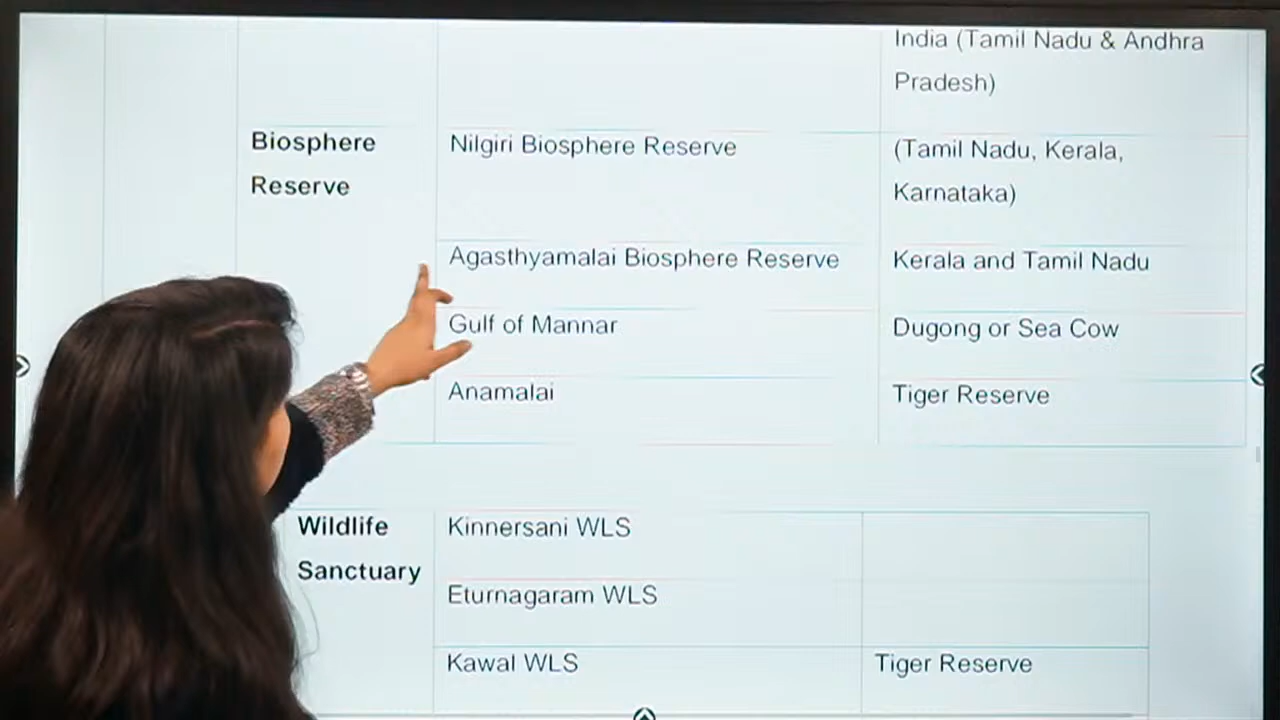 India (Tamil Nadu & Andhra
Pradesh)
Biosphere
Reserve
Nilgiri Biosphere Reserve
(Tamil Nadu, Kerala,
Karnataka)
Agasthyamalai Biosphere Reserve
Kerala and Tamil Nadu
Gulf of Mannar
Dugong or Sea Cow
Anamalai
Tiger Reserve
Wildlife
Sanctuary
Kinnersani WLS
Eturnagaram WLS
Kawal WLS
Tiger Reserve